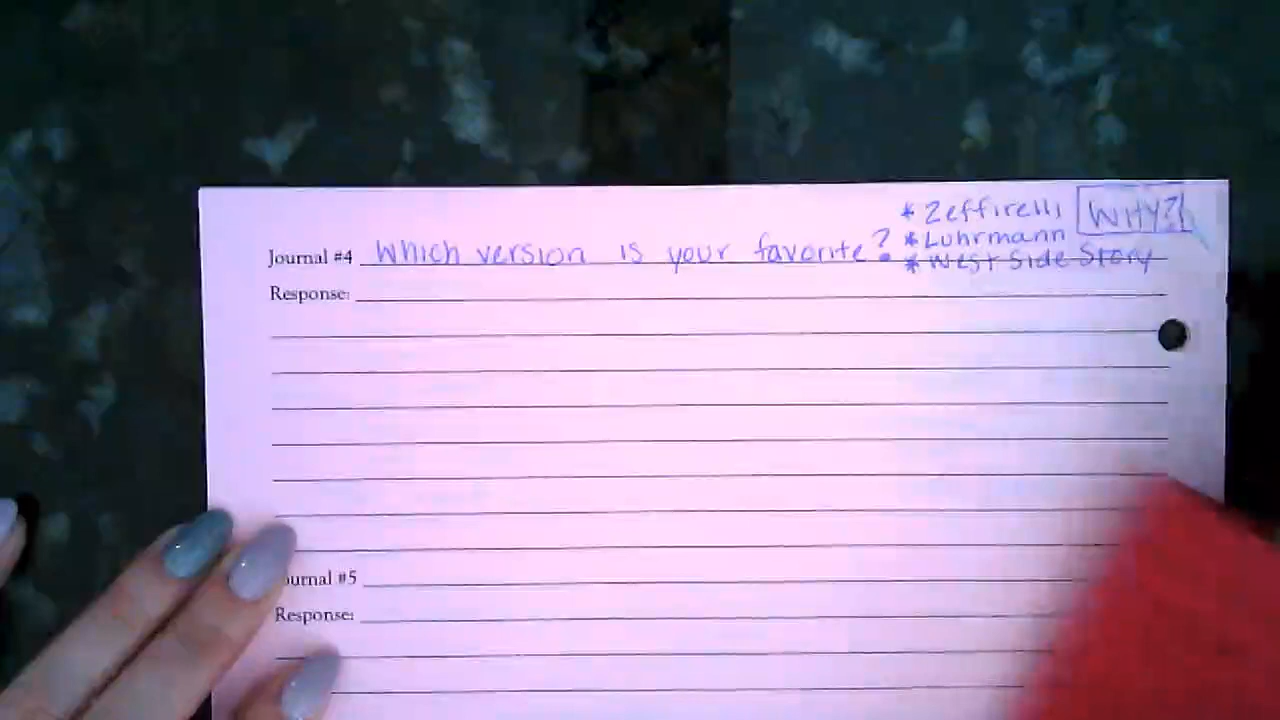 * Zeffirelli WHY?
Journal #4 Which version is your favorite? * Luhrmann
* West Side Story
Response:
ournal #5
Response: